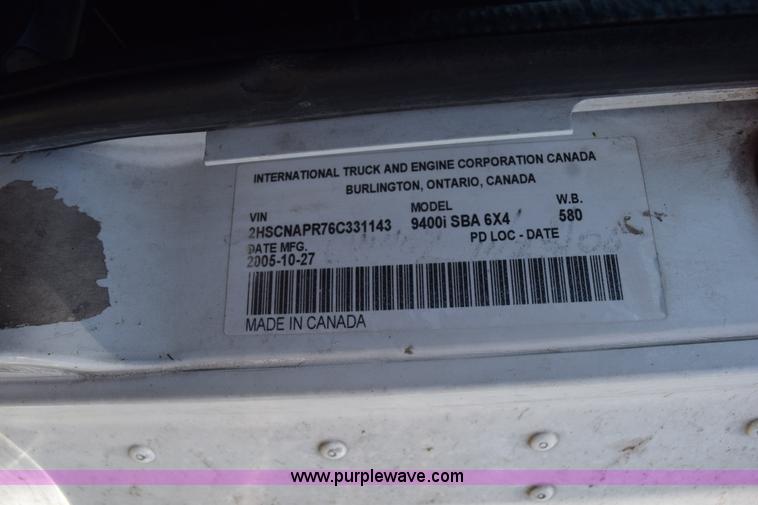 INTERNATIONAL TRUCK AND ENGINE CORPORATION CANADA
BURLINGTON, ONTARIO, CANADA
VIN MODEL W.B.
2HSCNAPR76C331143 9400i SBA 6X4 580
DATE MFG. PD LOC - DATE
2005-10-27
MADE IN CANADA
www.purplewave.com